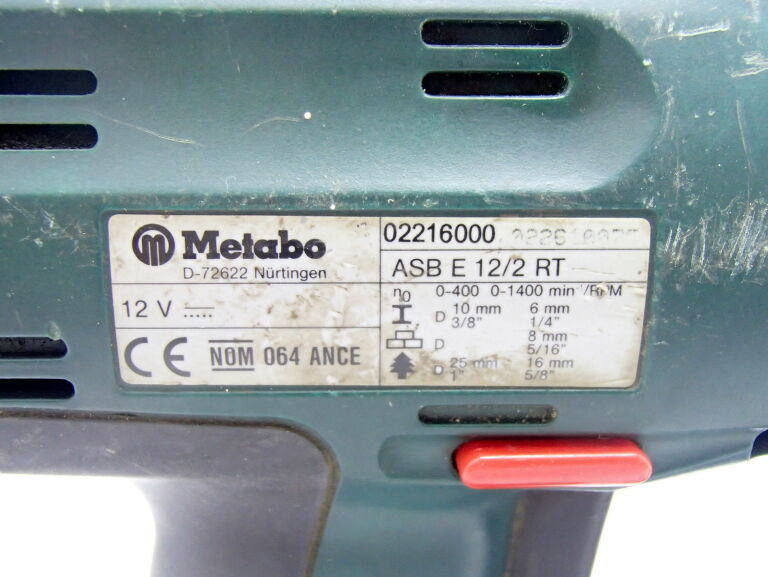 Metabo
D-72622 Nürtingen
02216000
ASB E 12/2 RT
12 V
n0 0-400 0-1400 min-1/RPM
D 10 mm 6 mm
3/8" 1/4"
D 8 mm
5/16"
D 25 mm 16 mm
1" 5/8"
CE NOM 064 ANCE